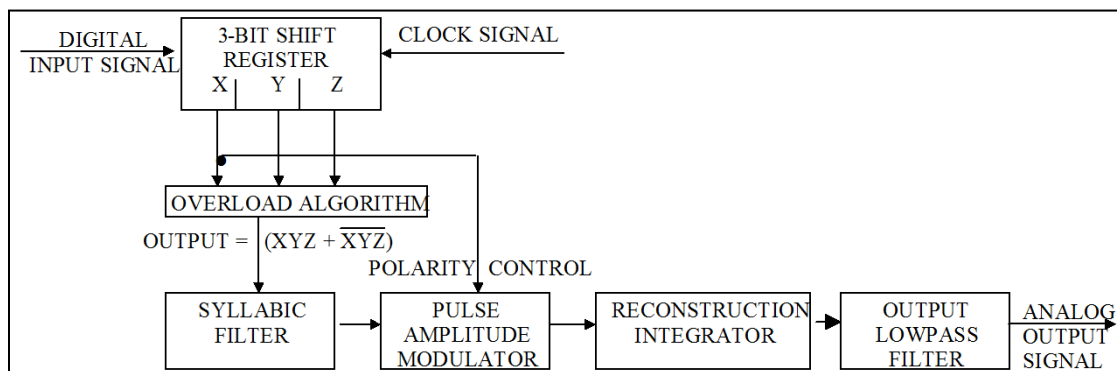 DIGITAL
INPUT SIGNAL
3-BIT SHIFT
REGISTER
X Y Z
CLOCK SIGNAL
OVERLOAD ALGORITHM
OUTPUT = (XYZ + X̅Y̅Z̅)
POLARITY CONTROL
SYLLABIC
FILTER
PULSE
AMPLITUDE
MODULATOR
RECONSTRUCTION
INTEGRATOR
OUTPUT
LOWPASS
FILTER
ANALOG
OUTPUT
SIGNAL